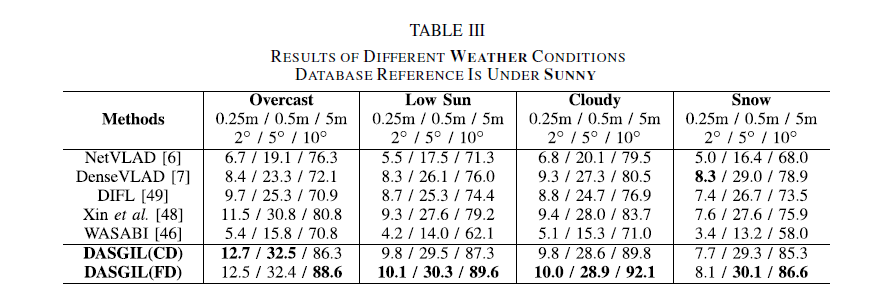 TABLE III
RESULTS OF DIFFERENT WEATHER CONDITIONS
DATABASE REFERENCE IS UNDER SUNNY
Methods Overcast Low Sun Cloudy Snow
0.25m / 0.5m / 5m 0.25m / 0.5m / 5m 0.25m / 0.5m / 5m 0.25m / 0.5m / 5m
2° / 5° / 10° 2° / 5° / 10° 2° / 5° / 10° 2° / 5° / 10°
NetVLAD [6] 6.7 / 19.1 / 76.3 5.5 / 17.5 / 71.3 6.8 / 20.1 / 79.5 5.0 / 16.4 / 68.0
DenseVLAD [7] 8.4 / 23.3 / 72.1 8.3 / 26.1 / 76.0 9.3 / 27.3 / 80.5 8.3 / 29.0 / 78.9
DIFL [49] 9.7 / 25.3 / 70.9 8.7 / 25.3 / 74.4 8.8 / 24.7 / 76.9 7.4 / 26.7 / 73.5
Xin et al. [48] 11.5 / 30.8 / 80.8 9.3 / 27.6 / 79.2 9.4 / 28.0 / 83.7 7.6 / 27.6 / 75.9
WASABI [46] 5.4 / 15.8 / 70.8 4.2 / 14.0 / 62.1 5.1 / 15.3 / 71.0 3.4 / 13.2 / 58.0
DASGIL(CD) 12.7 / 32.5 / 86.3 9.8 / 29.5 / 87.3 9.8 / 28.6 / 89.8 7.7 / 29.3 / 85.3
DASGIL(FD) 12.5 / 32.4 / 88.6 10.1 / 30.3 / 89.6 10.0 / 28.9 / 92.1 8.1 / 30.1 / 86.6